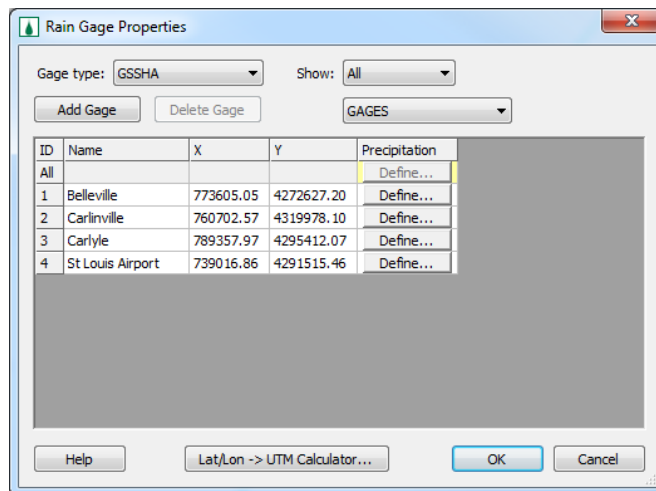 Rain Gage Properties
Gage type: GSSHA Show: All
Add Gage Delete Gage GAGES
ID Name X Y Precipitation
All Define...
1 Belleville 773605.05 4272627.20 Define...
2 Carlinville 760702.57 4319978.10 Define...
3 Carlyle 789357.97 4295412.07 Define...
4 St Louis Airport 739016.86 4291515.46 Define...
Help Lat/Lon -> UTM Calculator... OK Cancel